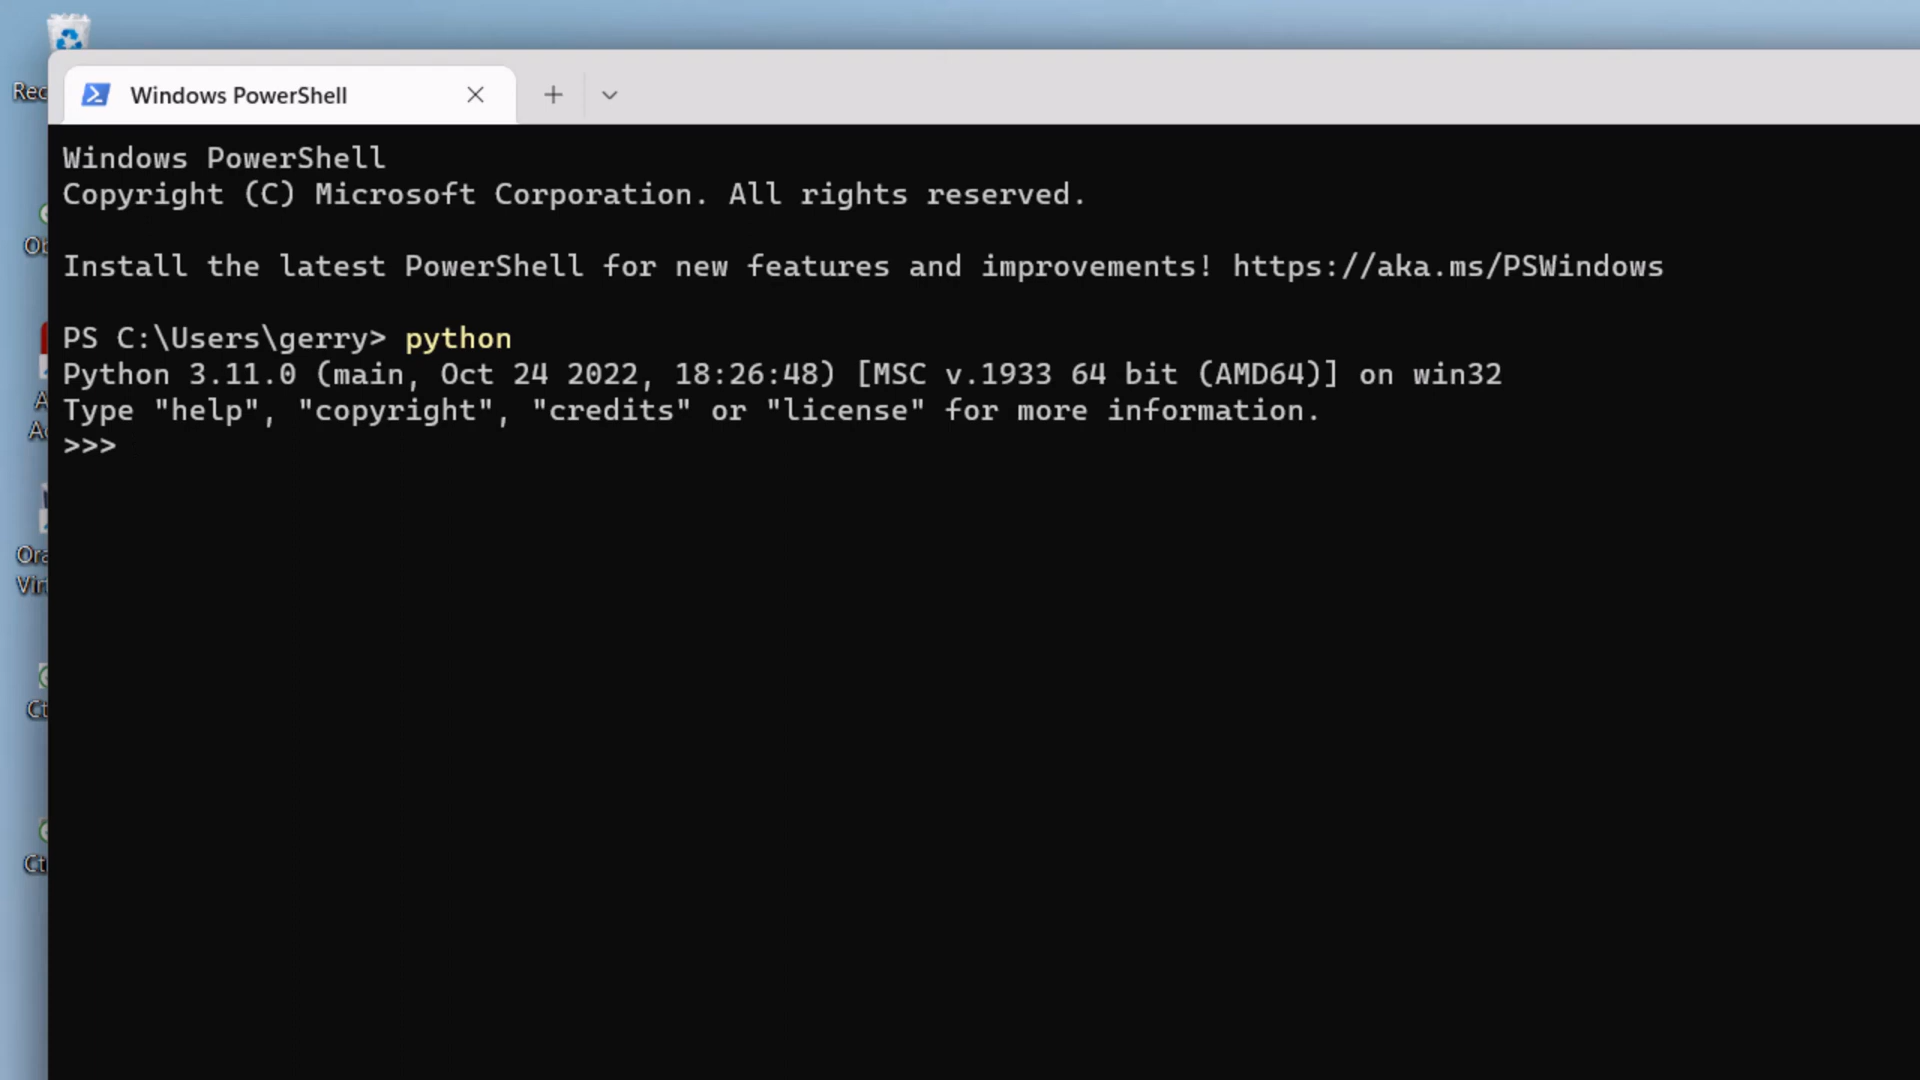 Windows PowerShell
Windows PowerShell
Copyright (C) Microsoft Corporation. All rights reserved.
Install the latest PowerShell for new features and improvements! https://aka.ms/PSWindows
PS C:\Users\gerry> python
Python 3.11.0 (main, Oct 24 2022, 18:26:48) [MSC v.1933 64 bit (AMD64)] on win32
Type "help", "copyright", "credits" or "license" for more information.
>>>